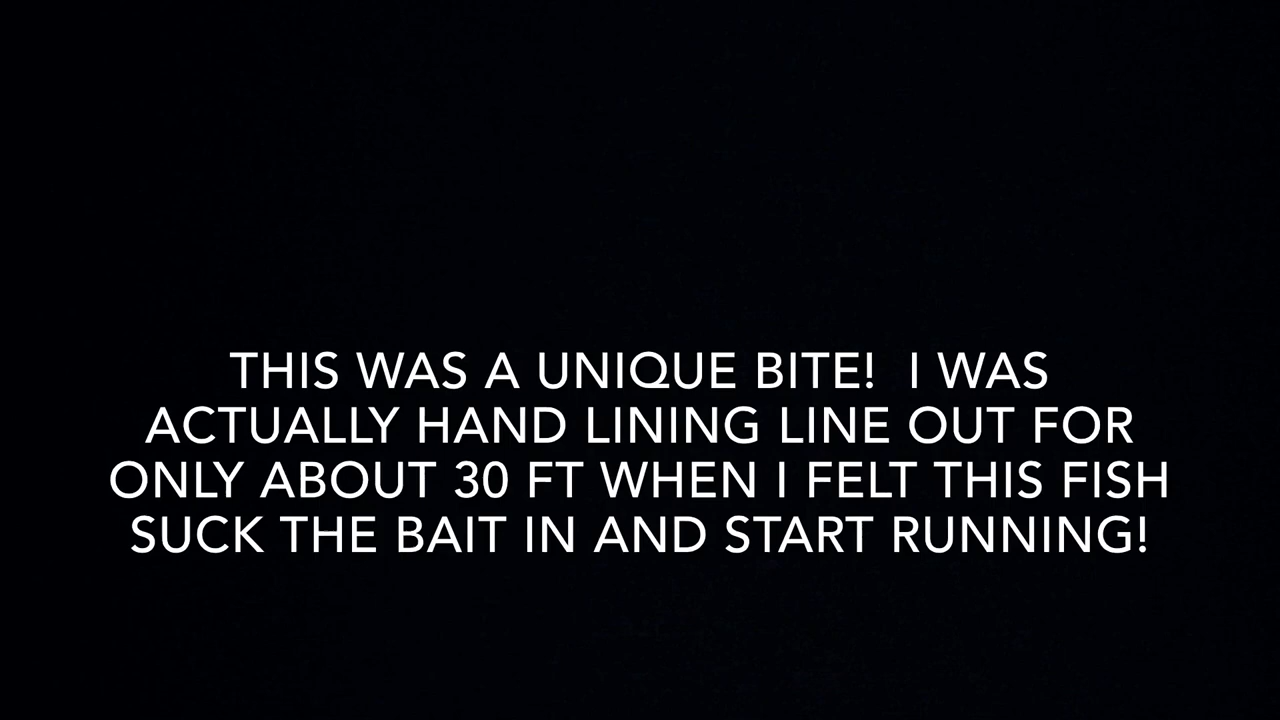 THIS WAS A UNIQUE BITE!  I WAS
ACTUALLY HAND LINING LINE OUT FOR
ONLY ABOUT 30 FT WHEN I FELT THIS FISH
SUCK THE BAIT IN AND START RUNNING!